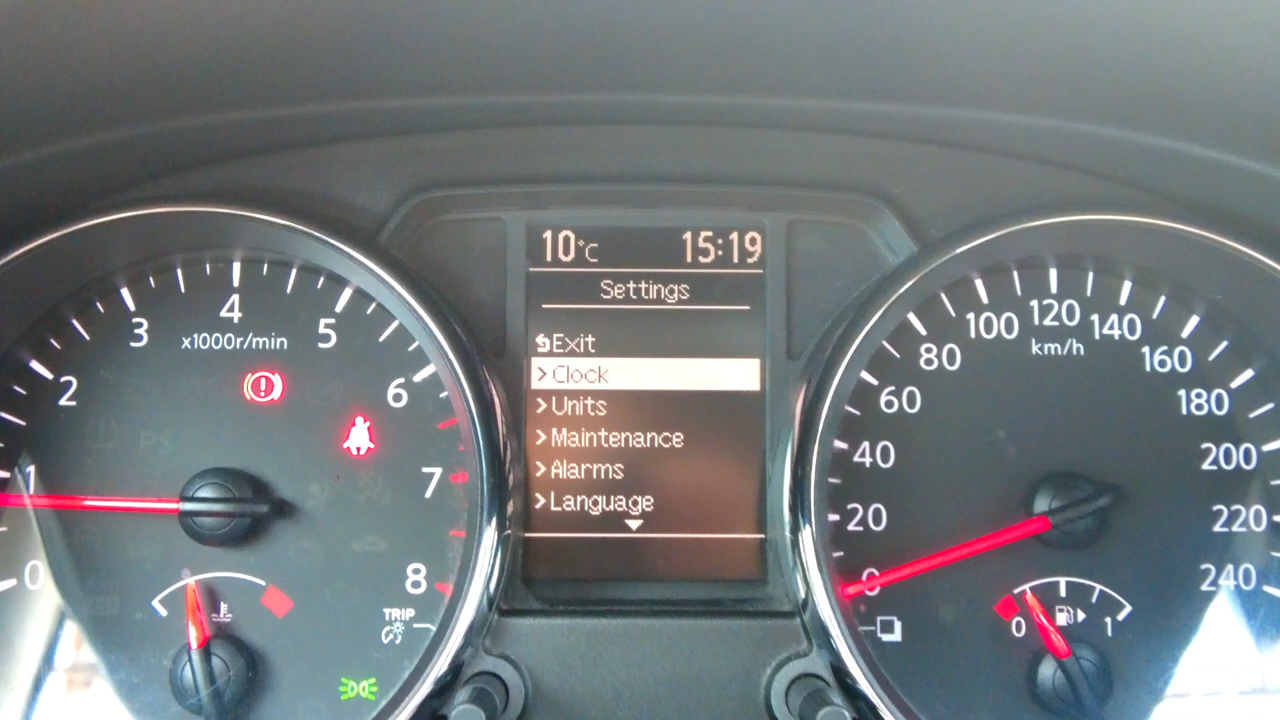 10°C 15:19
Settings
Exit
>Clock
>Units
>Maintenance
>Alarms
>Language
0
1
2
3
4
5
6
7
8
x1000r/min
TRIP
0
20
40
60
80
100
120
140
160
180
200
220
240
km/h
0 1